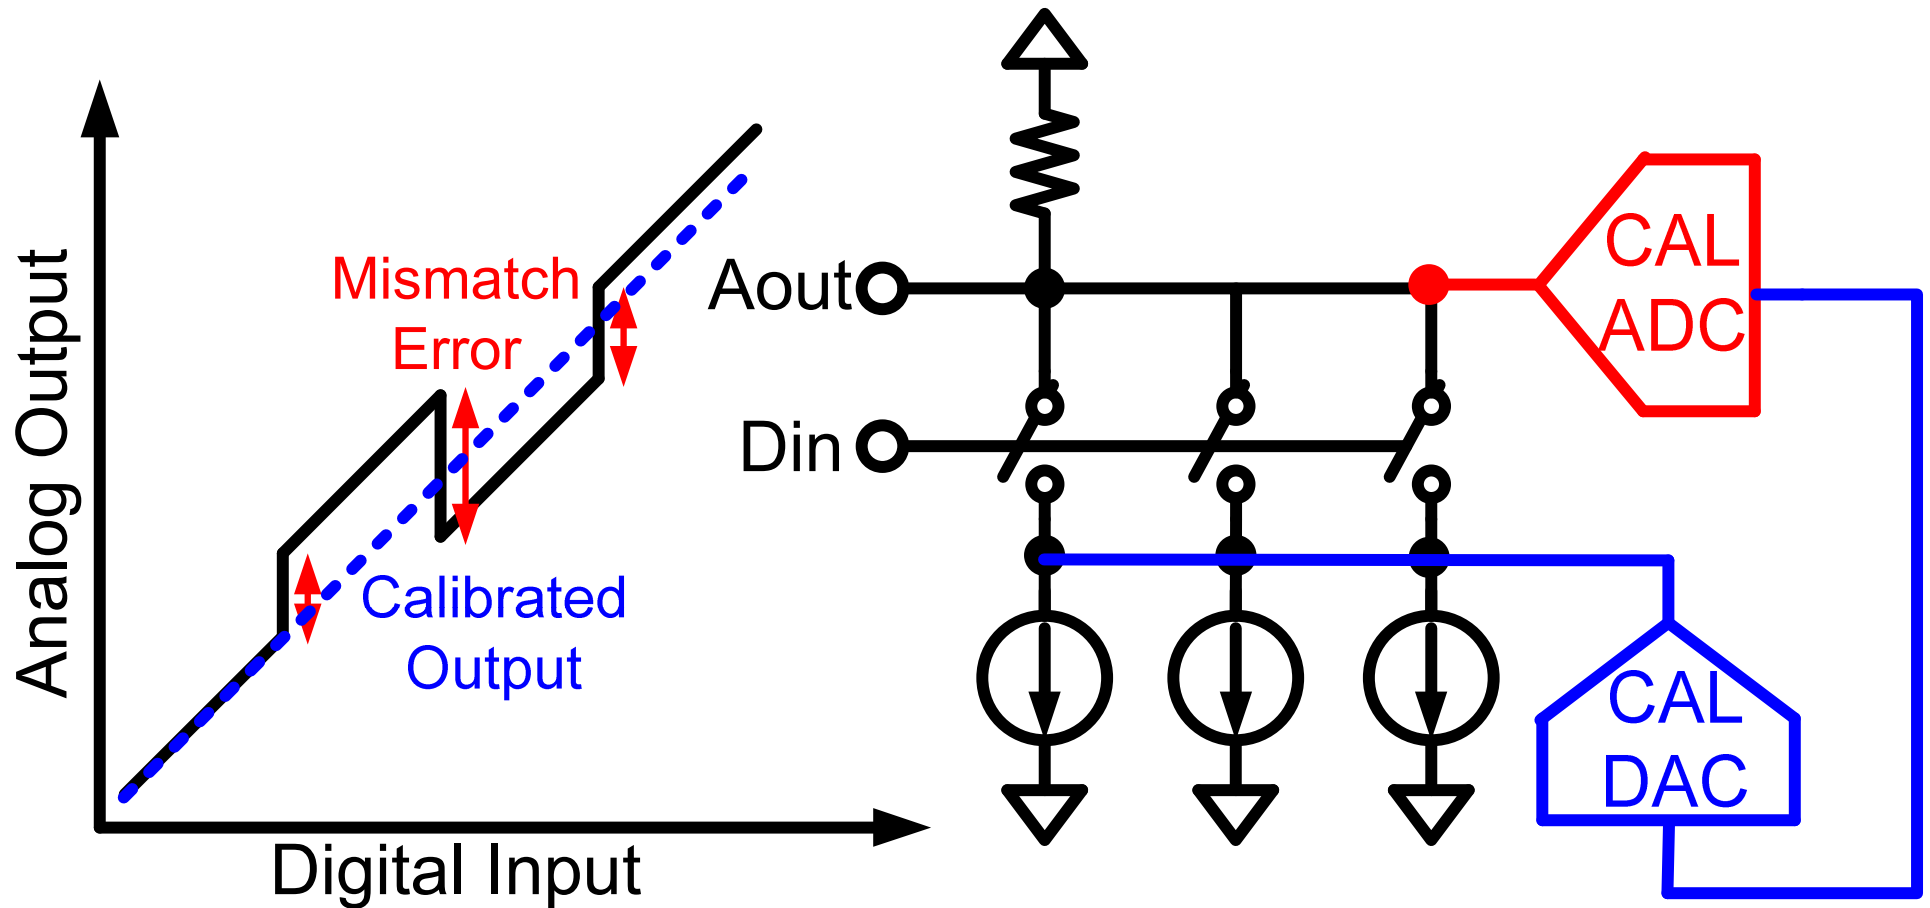 Analog Output
Mismatch
Error
Calibrated
Output
Digital Input
Aout
Din
CAL
ADC
CAL
DAC